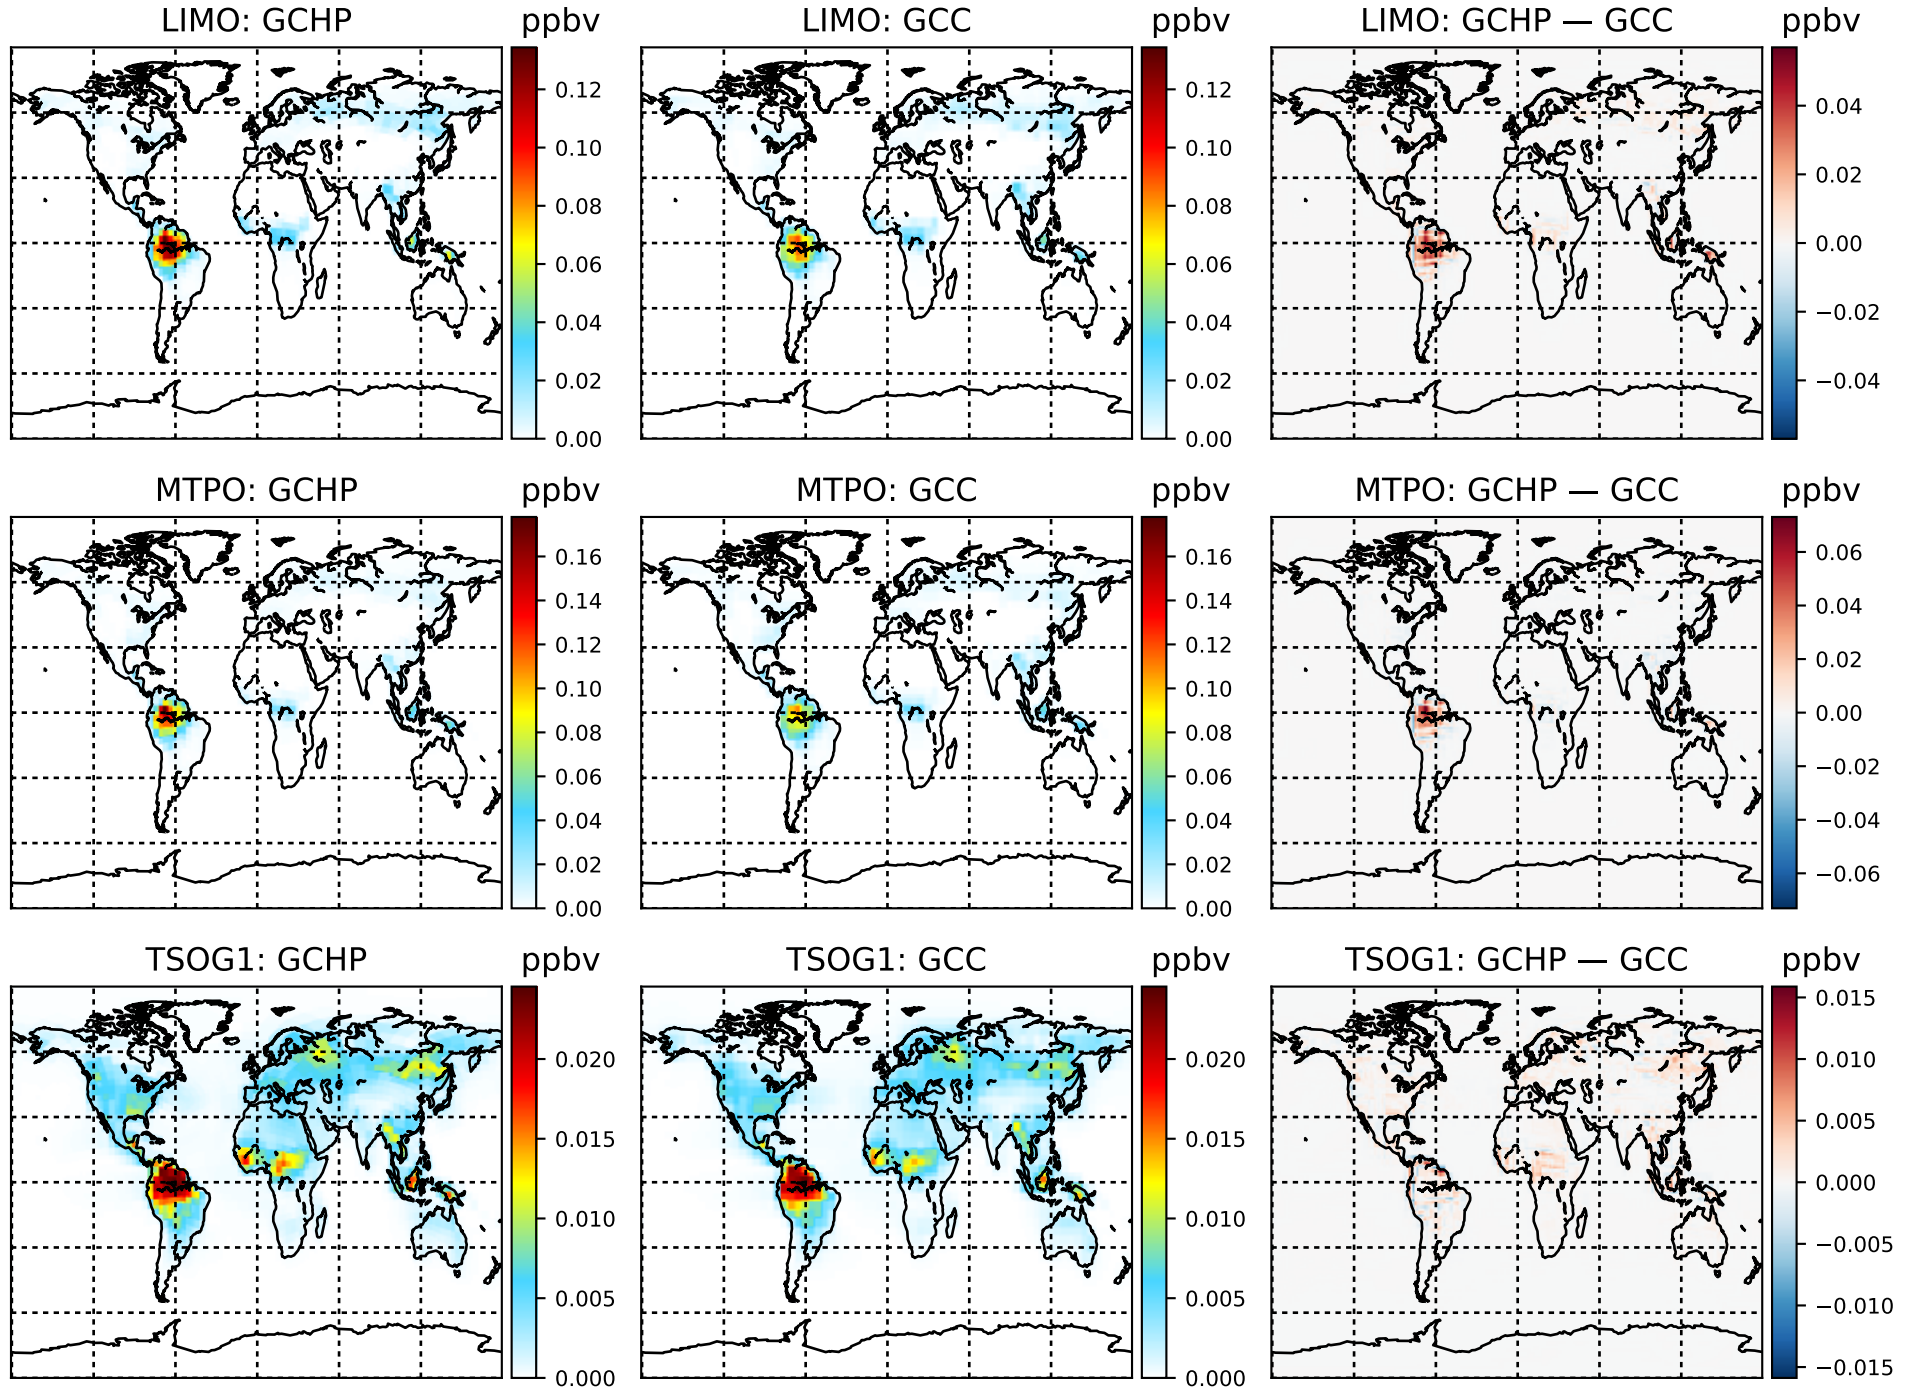 LIMO: GCHP ppbv LIMO: GCC ppbv LIMO: GCHP — GCC ppbv
0.12 0.12 0.04
0.10 0.10 0.02
0.08 0.08 0.00
0.06 0.06 −0.02
0.04 0.04 −0.04
0.02 0.02
0.00 0.00
MTPO: GCHP ppbv MTPO: GCC ppbv MTPO: GCHP — GCC ppbv
0.16 0.16 0.06
0.14 0.14 0.04
0.12 0.12 0.02
0.10 0.10 0.00
0.08 0.08 −0.02
0.06 0.06 −0.04
0.04 0.04 −0.06
0.02 0.02
0.00 0.00
TSOG1: GCHP ppbv TSOG1: GCC ppbv TSOG1: GCHP — GCC ppbv
0.020 0.020 0.015
0.015 0.015 0.010
0.010 0.010 0.005
0.005 0.005 0.000
0.000 0.000 −0.005
−0.010
−0.015